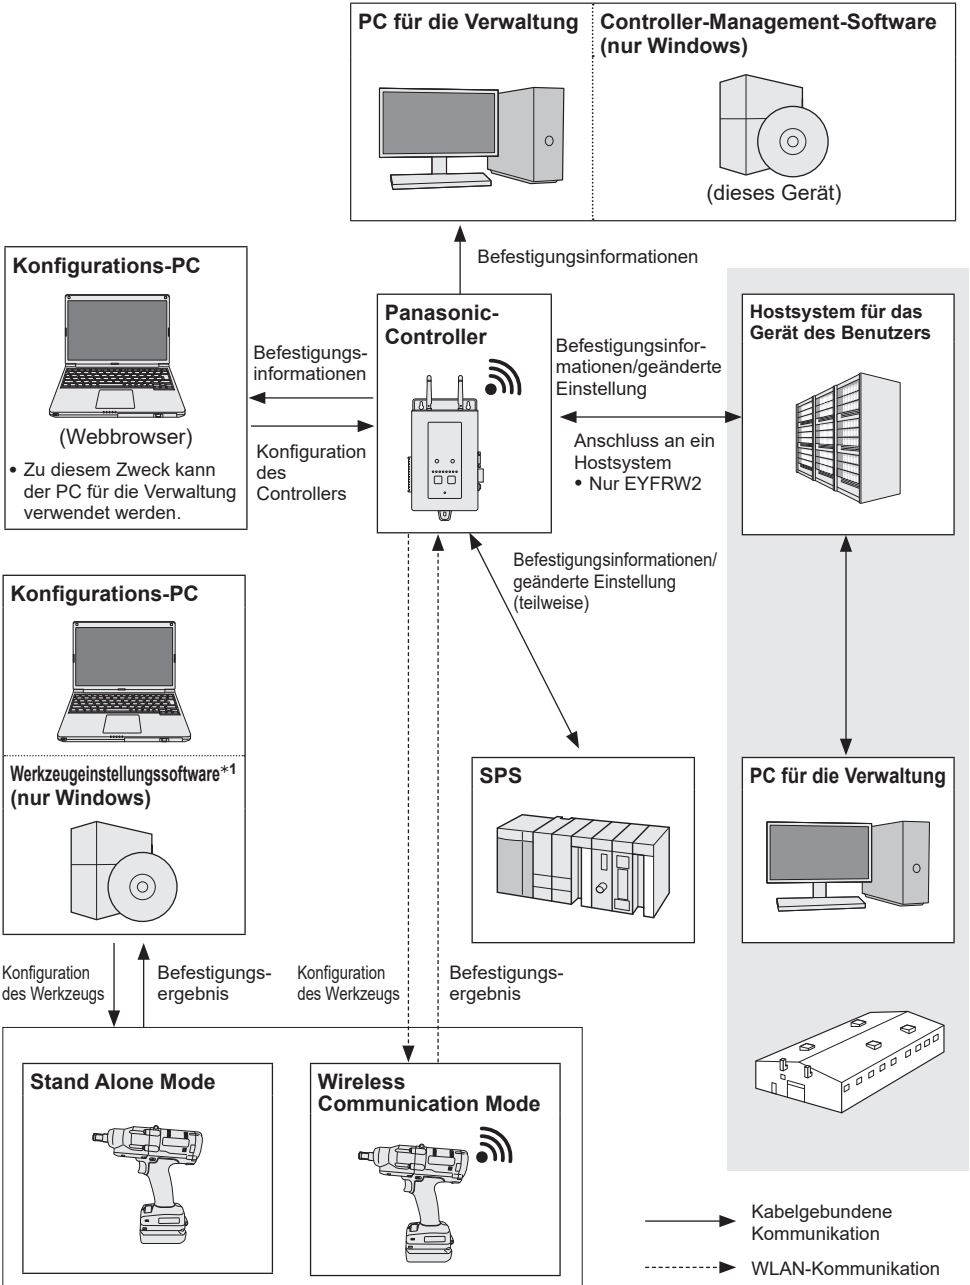 PC für die Verwaltung
Controller-Management-Software
(nur Windows)
(dieses Gerät)
Befestigungsinformationen
Konfigurations-PC
(Webbrowser)
• Zu diesem Zweck kann
der PC für die Verwaltung
verwendet werden.
Befestigungs-
informationen
Konfiguration
des
Controllers
Panasonic-
Controller
Befestigungsinfor-
mationen/geänderte
Einstellung
Anschluss an ein
Hostsystem
• Nur EYFRW2
Hostsystem für das
Gerät des Benutzers
Befestigungsinformationen/
geänderte Einstellung
(teilweise)
Konfigurations-PC
Werkzeugeinstellungssoftware*1
(nur Windows)
SPS
PC für die Verwaltung
Konfiguration
des Werkzeugs
Befestigungs-
ergebnis
Konfiguration
des Werkzeugs
Befestigungs-
ergebnis
Stand Alone Mode
Wireless
Communication Mode
Kabelgebundene
Kommunikation
WLAN-Kommunikation